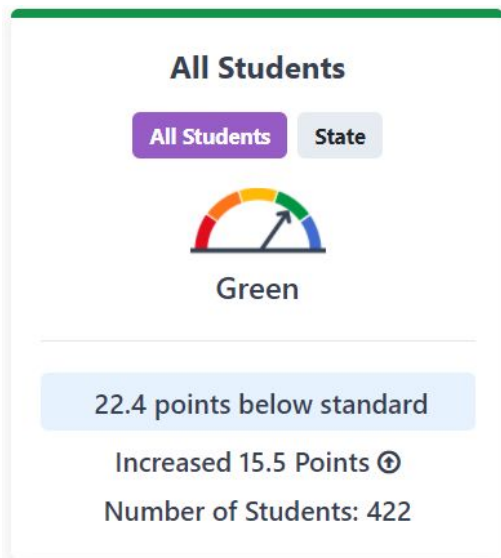 All Students
All Students State
Green
22.4 points below standard
Increased 15.5 Points
Number of Students: 422